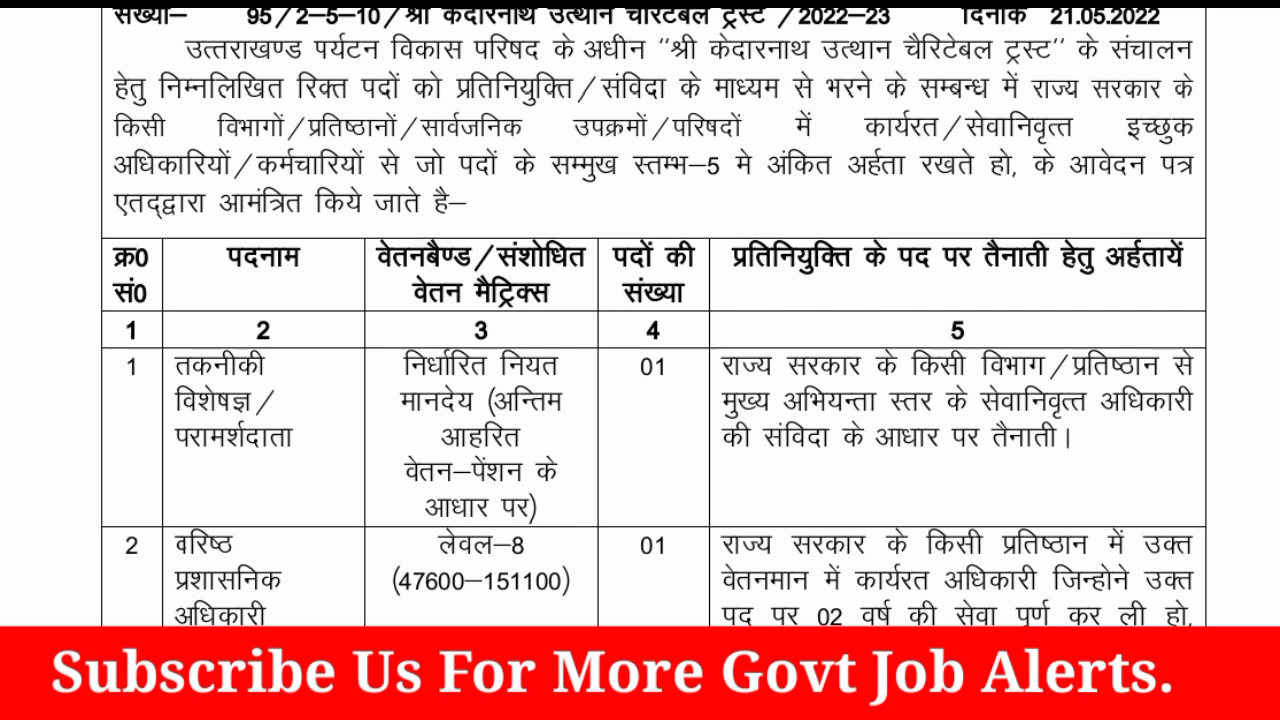 संख्या– 95/2–5–10/श्री केदारनाथ उत्थान चैरिटेबल ट्रस्ट /2022–23 दिनांक 21.05.2022
उत्तराखण्ड पर्यटन विकास परिषद के अधीन "श्री केदारनाथ उत्थान चैरिटेबल ट्रस्ट" के संचालन
हेतु निम्नलिखित रिक्त पदों को प्रतिनियुक्ति/संविदा के माध्यम से भरने के सम्बन्ध में राज्य सरकार के
किसी विभागों/प्रतिष्ठानों/सार्वजनिक उपक्रमों/परिषदों में कार्यरत/सेवानिवृत्त इच्छुक
अधिकारियों/कर्मचारियों से जो पदों के सम्मुख स्तम्भ–5 मे अंकित अर्हता रखते हो, के आवेदन पत्र
एतद्द्वारा आमंत्रित किये जाते है–
क्र0 सं0 पदनाम वेतनबैण्ड/संशोधित वेतन मैट्रिक्स पदों की संख्या प्रतिनियुक्ति के पद पर तैनाती हेतु अर्हतायें
1 2 3 4 5
1 तकनीकी निर्धारित नियत 01 राज्य सरकार के किसी विभाग/प्रतिष्ठान से
विशेषज्ञ/ मानदेय (अन्तिम मुख्य अभियन्ता स्तर के सेवानिवृत्त अधिकारी
परामर्शदाता आहरित की संविदा के आधार पर तैनाती।
वेतन–पेंशन के
आधार पर)
2 वरिष्ठ लेवल–8 01 राज्य सरकार के किसी प्रतिष्ठान में उक्त
प्रशासनिक (47600–151100) वेतनमान में कार्यरत अधिकारी जिन्होने उक्त
अधिकारी पद पर 02 वर्ष की सेवा पूर्ण कर ली हो,
Subscribe Us For More Govt Job Alerts.